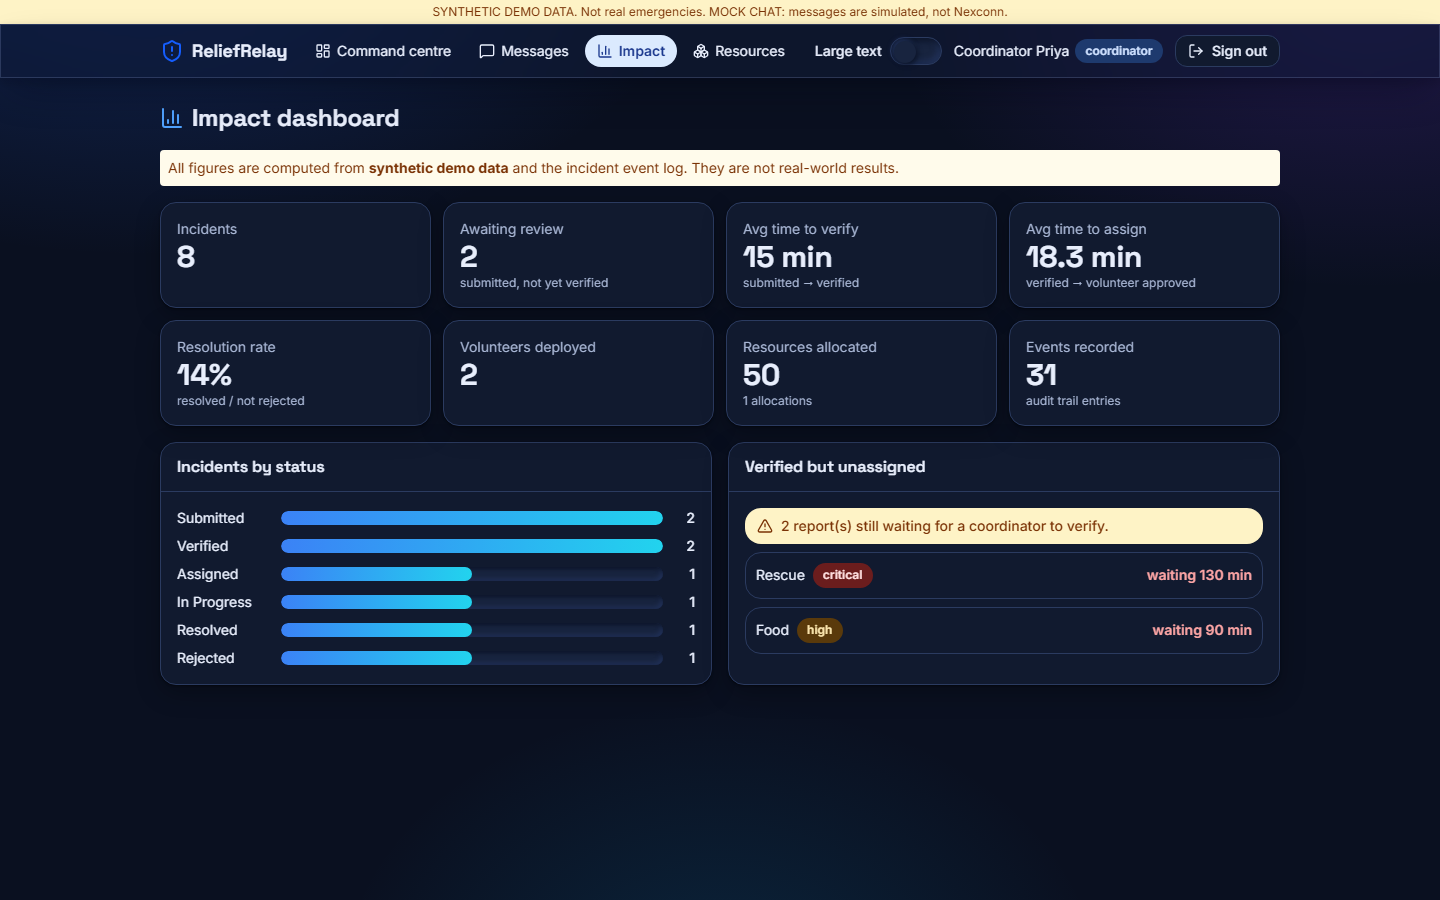 SYNTHETIC DEMO DATA. Not real emergencies. MOCK CHAT: messages are simulated, not Nexconn.
ReliefRelay Command centre Messages Impact Resources Large text Coordinator Priya coordinator Sign out
Impact dashboard
All figures are computed from synthetic demo data and the incident event log. They are not real-world results.
Incidents
8
Awaiting review
2
submitted, not yet verified
Avg time to verify
15 min
submitted → verified
Avg time to assign
18.3 min
verified → volunteer approved
Resolution rate
14%
resolved / not rejected
Volunteers deployed
2
Resources allocated
50
1 allocations
Events recorded
31
audit trail entries
Incidents by status
Submitted 2
Verified 2
Assigned 1
In Progress 1
Resolved 1
Rejected 1
Verified but unassigned
2 report(s) still waiting for a coordinator to verify.
Rescue critical waiting 130 min
Food high waiting 90 min